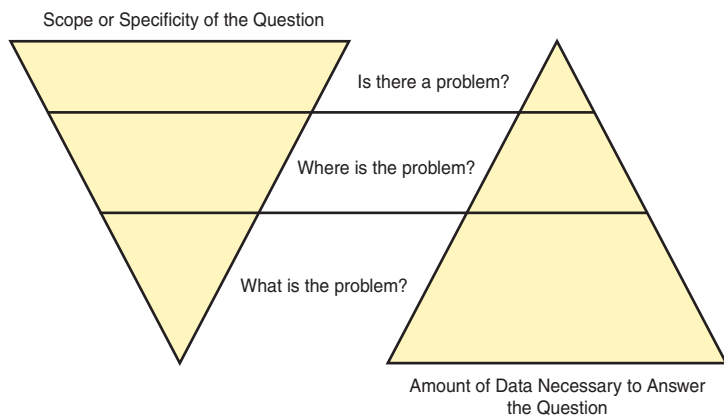 Scope or Specificity of the Question
Is there a problem?
Where is the problem?
What is the problem?
Amount of Data Necessary to Answer
the Question